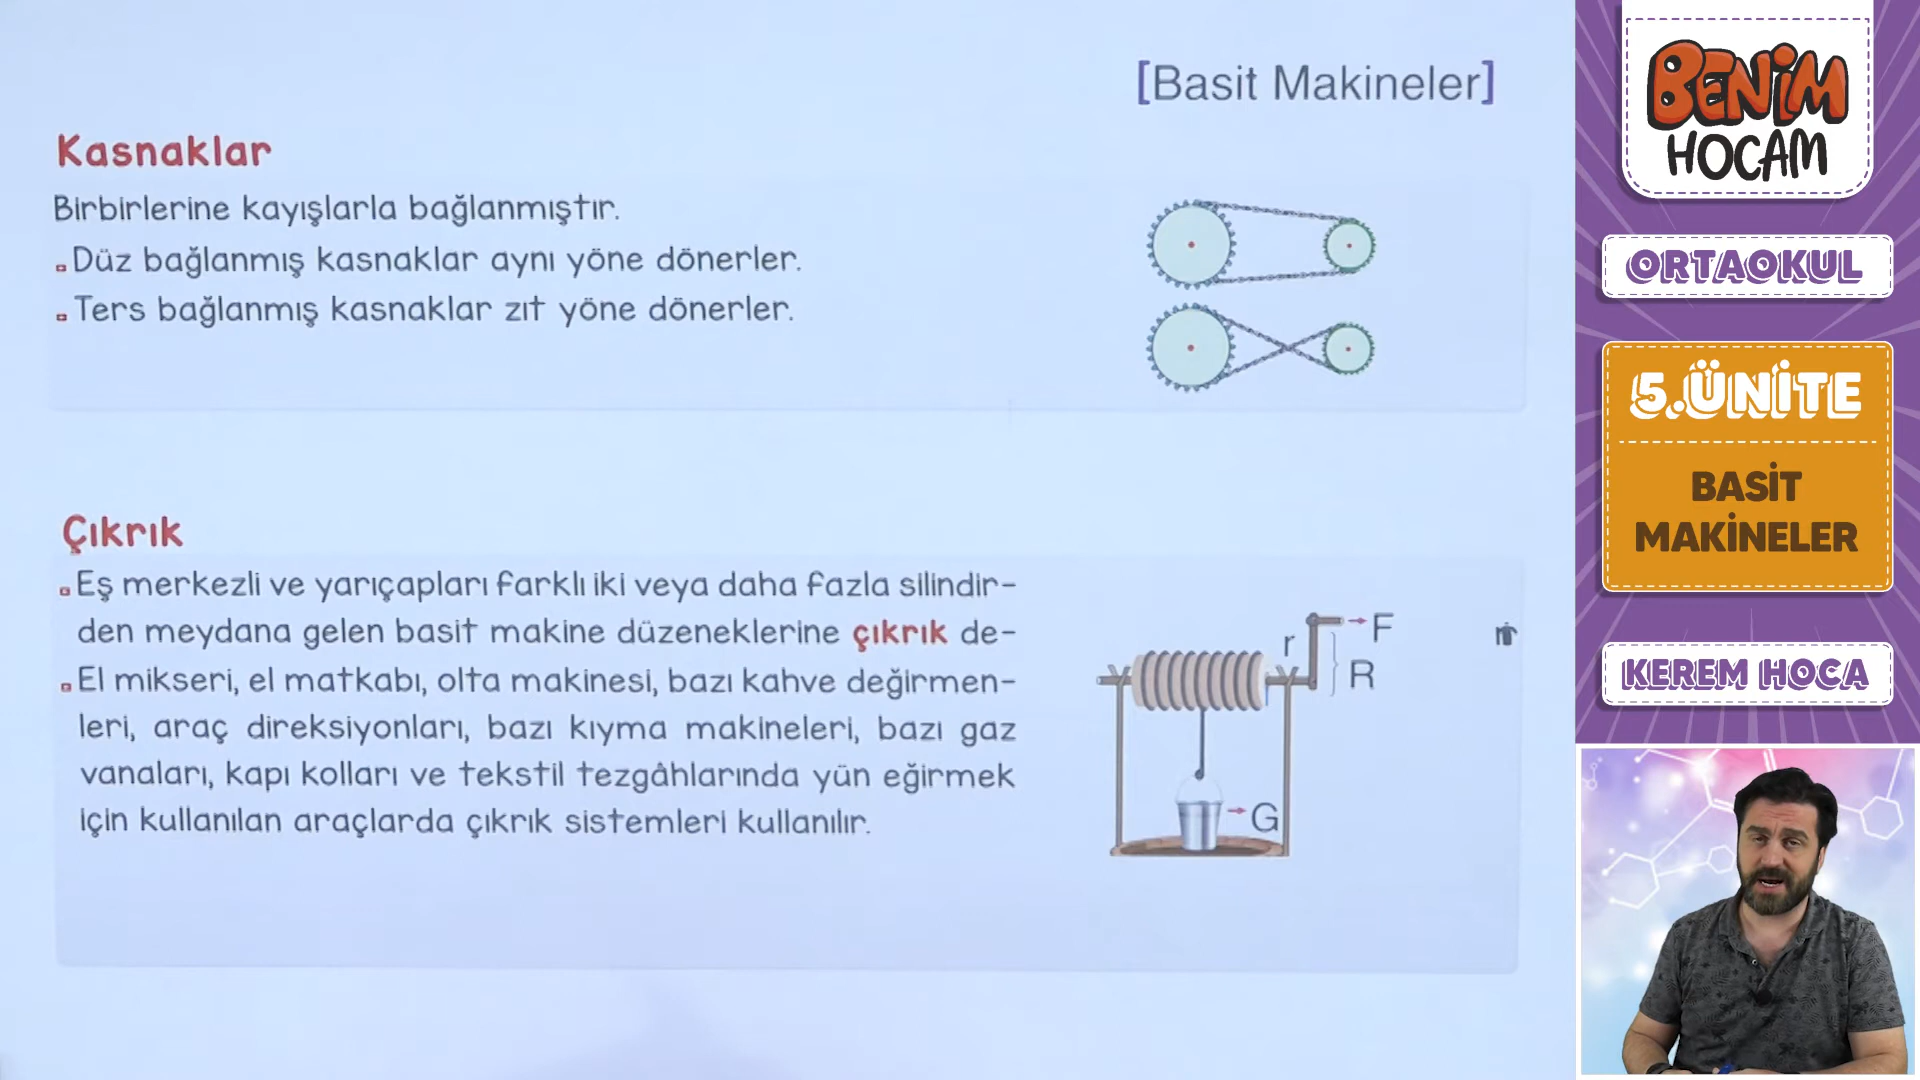 [Basit Makineler]
Kasnaklar
Birbirlerine kayışlarla bağlanmıştır.
Düz bağlanmış kasnaklar aynı yöne dönerler.
Ters bağlanmış kasnaklar zıt yöne dönerler.
Çıkrık
Eş merkezli ve yarıçapları farklı iki veya daha fazla silindir-
den meydana gelen basit makine düzeneklerine çıkrık de-
El mikseri, el matkabı, olta makinesi, bazı kahve değirmen-
leri, araç direksiyonları, bazı kıyma makineleri, bazı gaz
vanaları, kapı kolları ve tekstil tezgâhlarında yün eğirmek
için kullanılan araçlarda çıkrık sistemleri kullanılır.
F
r
R
G
BENİM
HOCAM
ORTAOKUL
5.ÜNİTE
BASİT
MAKİNELER
KEREM HOCA